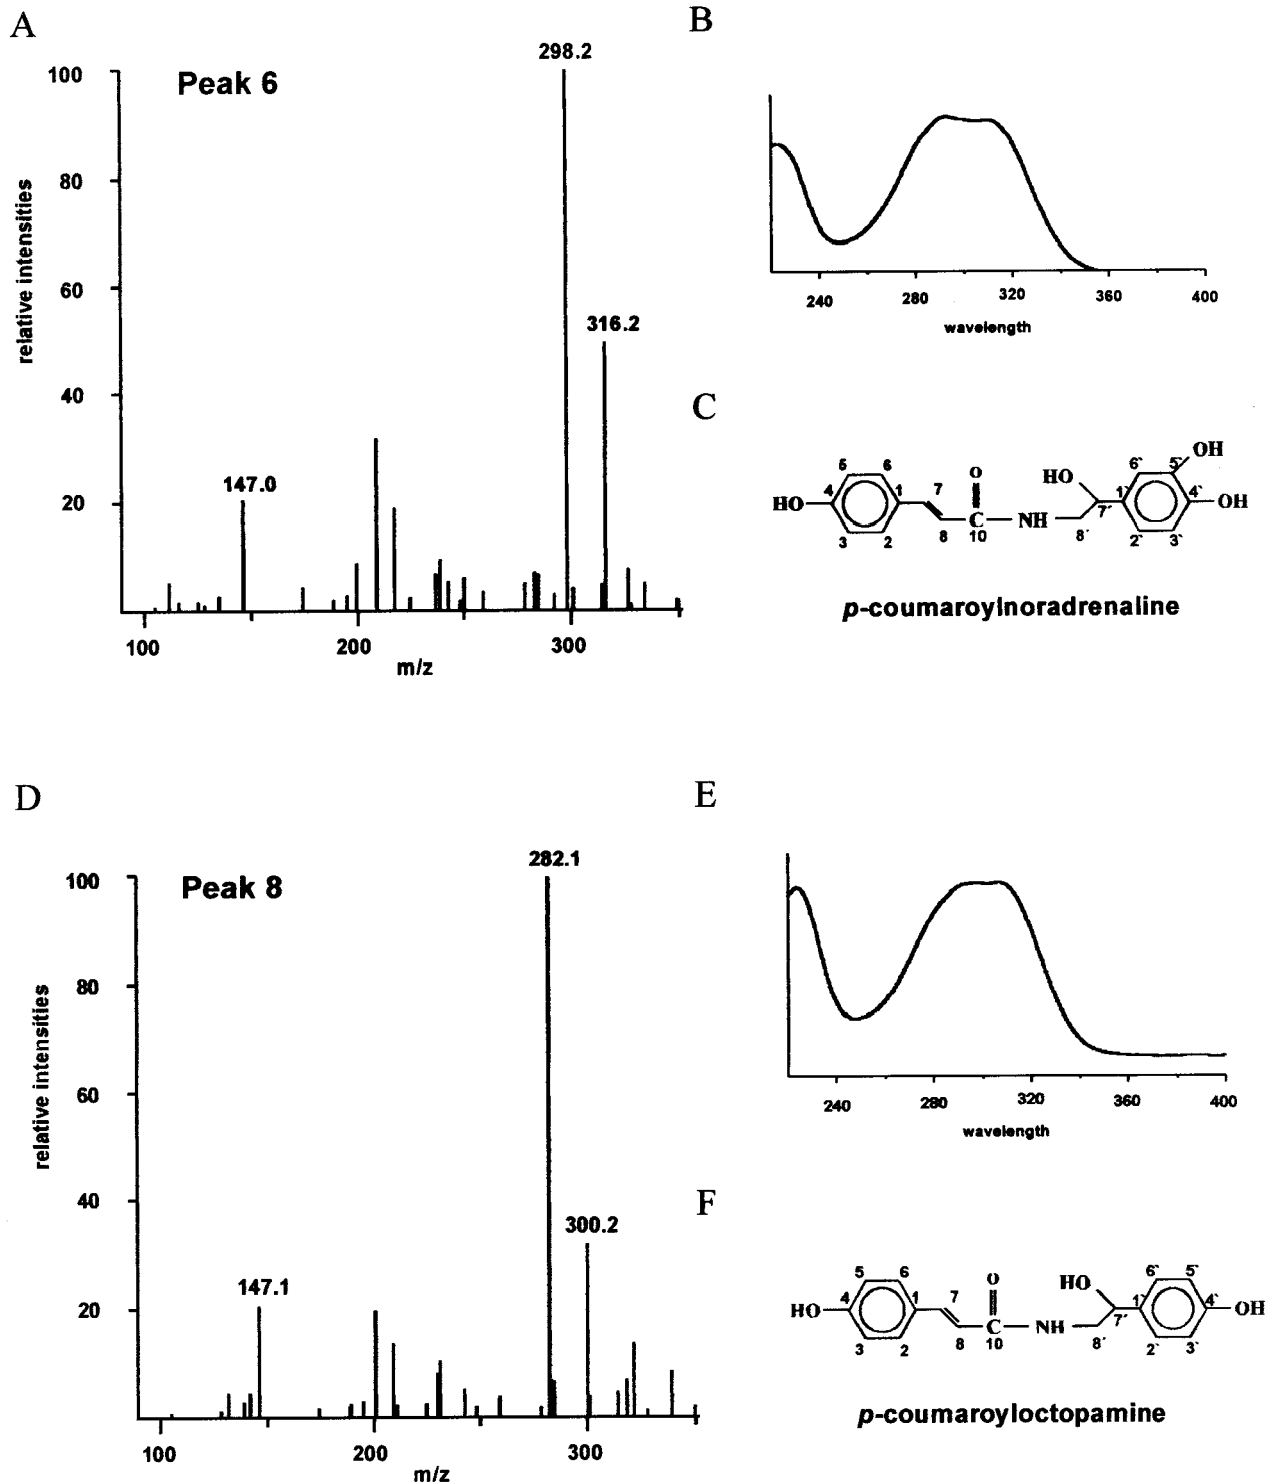 A
Peak 6
298.2
316.2
147.0
100
80
60
40
20
relative intensities
100 200 300
m/z
B
240 280 320 360 400
wavelength
C
HO 4 5 6 1 7 O C 10 NH HO 7´ 8´ 1` 6` 5` OH 4` OH
3 2 8 2` 3`
p-coumaroylnoradrenaline
D
Peak 8
282.1
300.2
147.1
100
80
60
40
20
relative intensities
100 200 300
m/z
E
240 280 320 360 400
wavelength
F
HO 4 5 6 1 7 O C 10 NH HO 7´ 8´ 1` 6` 5` 4` OH
3 2 8 2` 3`
p-coumaroyloctopamine